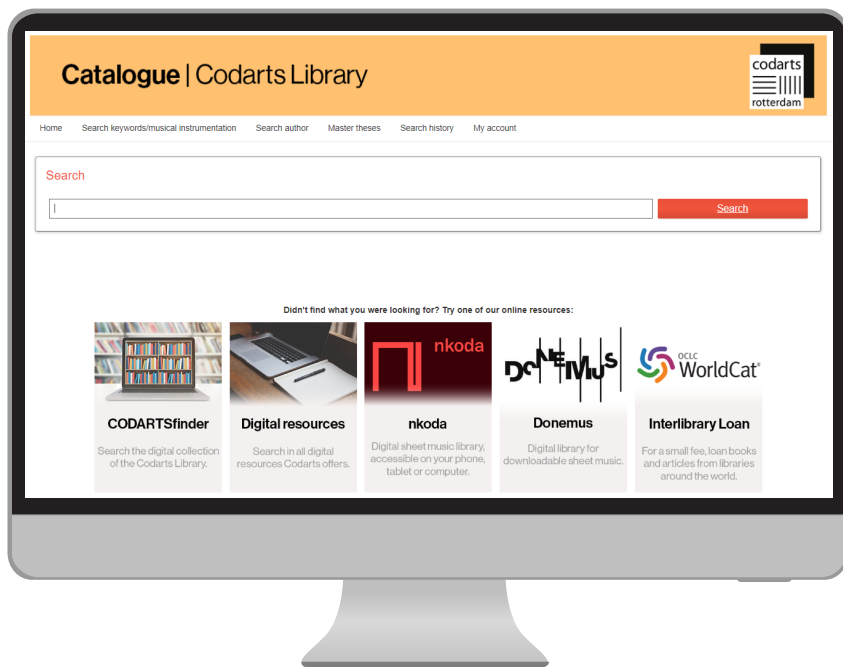 Catalogue | Codarts Library
codarts
rotterdam
Home Search keywords/musical instrumentation Search author Master theses Search history My account
Search
Search
Didn't find what you were looking for? Try one of our online resources:
nkoda
DONEMUS
OCLC
WorldCat®
CODARTSfinder
Search the digital collection
of the Codarts Library.
Digital resources
Search in all digital
resources Codarts offers.
nkoda
Digital sheet music library,
accessible on your phone,
tablet or computer.
Donemus
Digital library for
downloadable sheet music.
Interlibrary Loan
For a small fee, loan books
and articles from libraries
around the world.